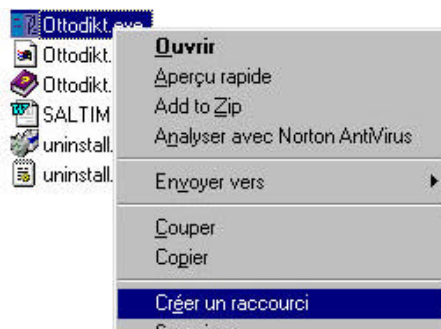 Ottodikt.exe
Ottodikt.
Ottodikt.
SALTIM
uninstall.
uninstall.
Ouvrir
Aperçu rapide
Add to Zip
Analyser avec Norton AntiVirus
Envoyer vers
Couper
Copier
Créer un raccourci